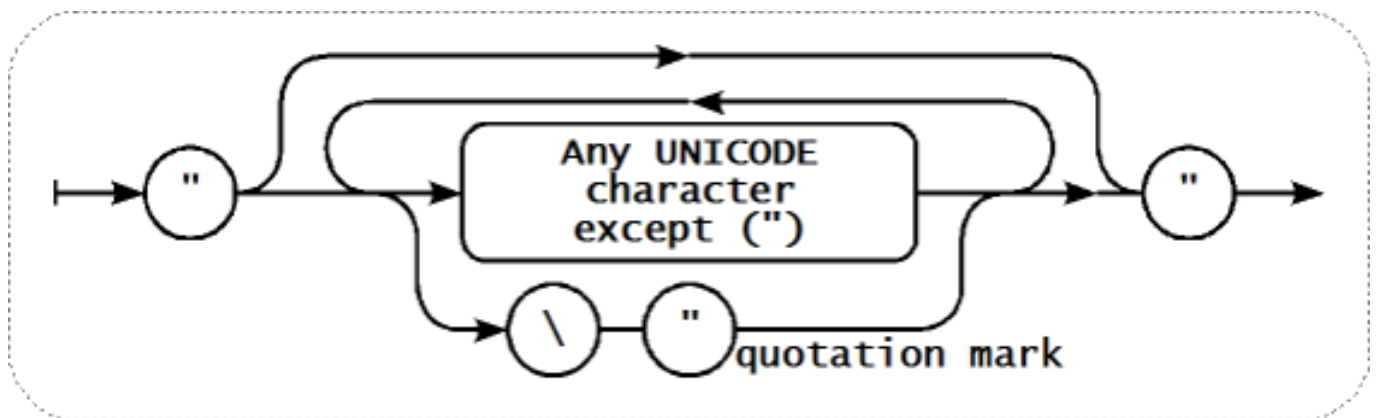 Any UNICODE
character
except (")
"
"
\
"
quotation mark